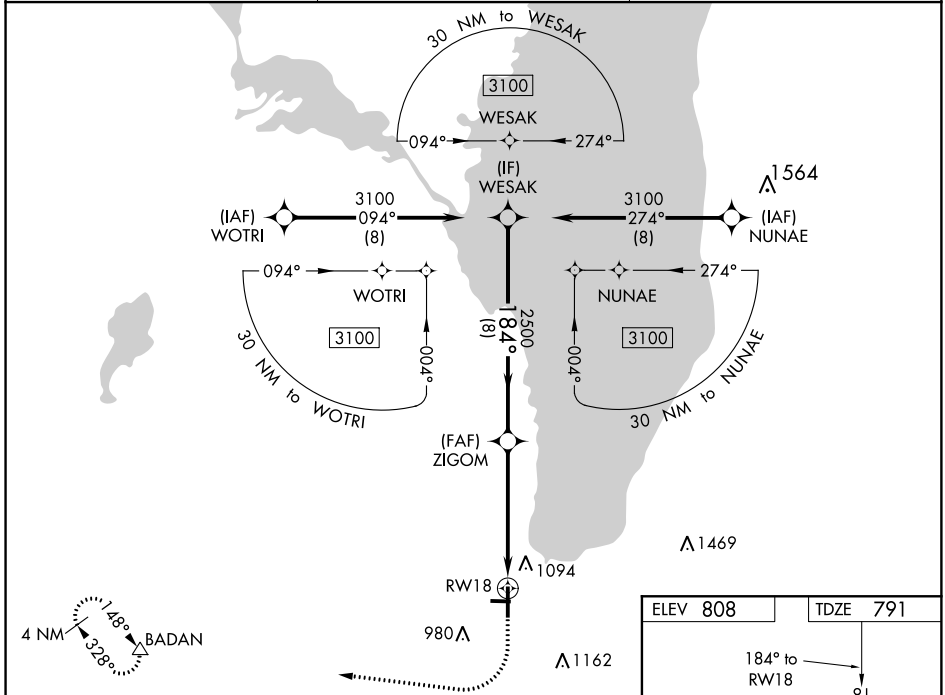 30 NM to WESAK
3100
WESAK
094°
274°
(IF)
WESAK
1564
(IAF)
WOTRI
3100
094°
(8)
3100
274°
(8)
(IAF)
NUNAE
094°
WOTRI
3100
004°
30 NM to WOTRI
274°
NUNAE
3100
004°
30 NM to NUNAE
2500
184°
(8)
(FAF)
ZIGOM
1469
1094
RW18
980
1162
4 NM
148°
328°
BADAN
ELEV 808
TDZE 791
184° to
RW18